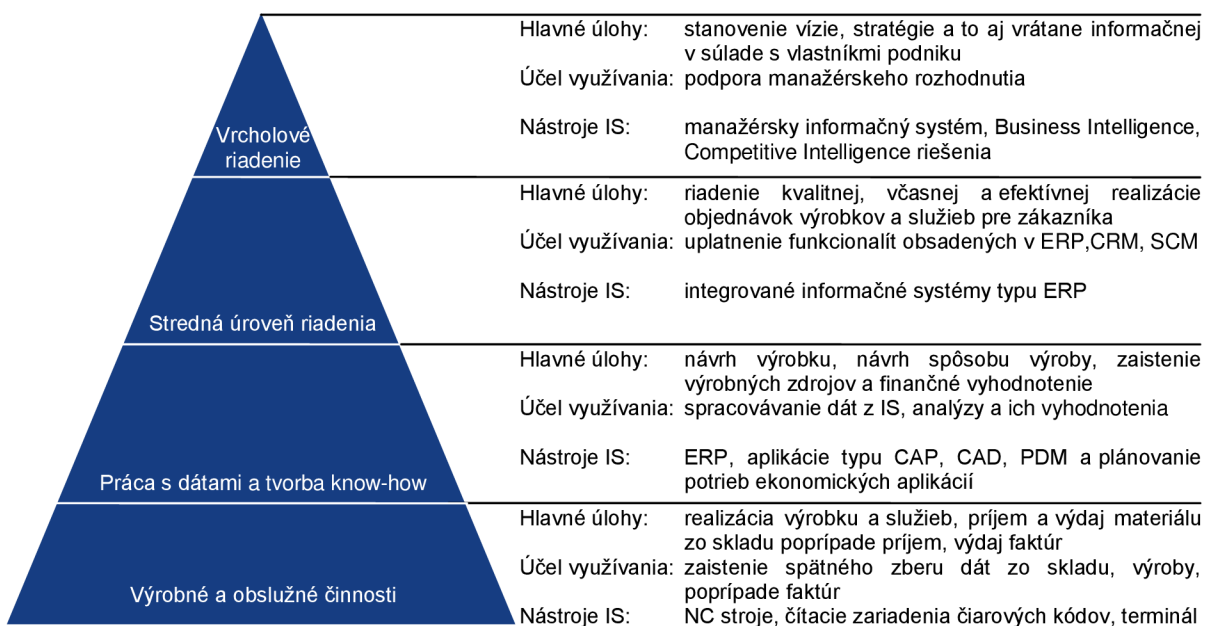 Hlavné úlohy: stanovenie vízie, stratégie a to aj vrátane informačnej
v súlade s vlastníkmi podniku
Účel využívania: podpora manažérskeho rozhodnutia
Vrcholové
riadenie
Nástroje IS: manažérsky informačný systém, Business Intelligence,
Competitive Intelligence riešenia
Hlavné úlohy: riadenie kvalitnej, včasnej a efektívnej realizácie
objednávok výrobkov a služieb pre zákazníka
Účel využívania: uplatnenie funkcionalít obsadených v ERP,CRM, SCM
Nástroje IS: integrované informačné systémy typu ERP
Stredná úroveň riadenia
Hlavné úlohy: návrh výrobku, návrh spôsobu výroby, zaistenie
výrobných zdrojov a finančné vyhodnotenie
Účel využívania: spracovávanie dát z IS, analýzy a ich vyhodnotenia
Nástroje IS: ERP, aplikácie typu CAP, CAD, PDM a plánovanie
potrieb ekonomických aplikácií
Práca s dátami a tvorba know-how
Hlavné úlohy: realizácia výrobku a služieb, príjem a výdaj materiálu
zo skladu poprípade príjem, výdaj faktúr
Účel využívania: zaistenie spätného zberu dát zo skladu, výroby,
poprípade faktúr
Výrobné a obslužné činnosti
Nástroje IS: NC stroje, čítacie zariadenia čiarových kódov, terminál